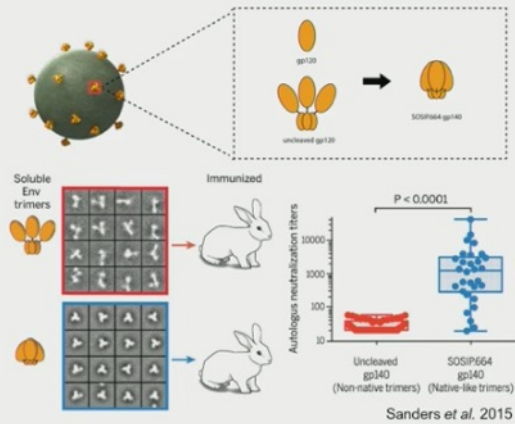 gp120
uncleaved gp120
SOSIP.664 gp140
Soluble
Env
trimers
Immunized
P < 0.0001
Autologus neutralization titers
10000
1000
100
10
Uncleaved
gp140
(Non-native trimers)
SOSIP.664
gp140
(Native-like trimers)
Sanders et al. 2015